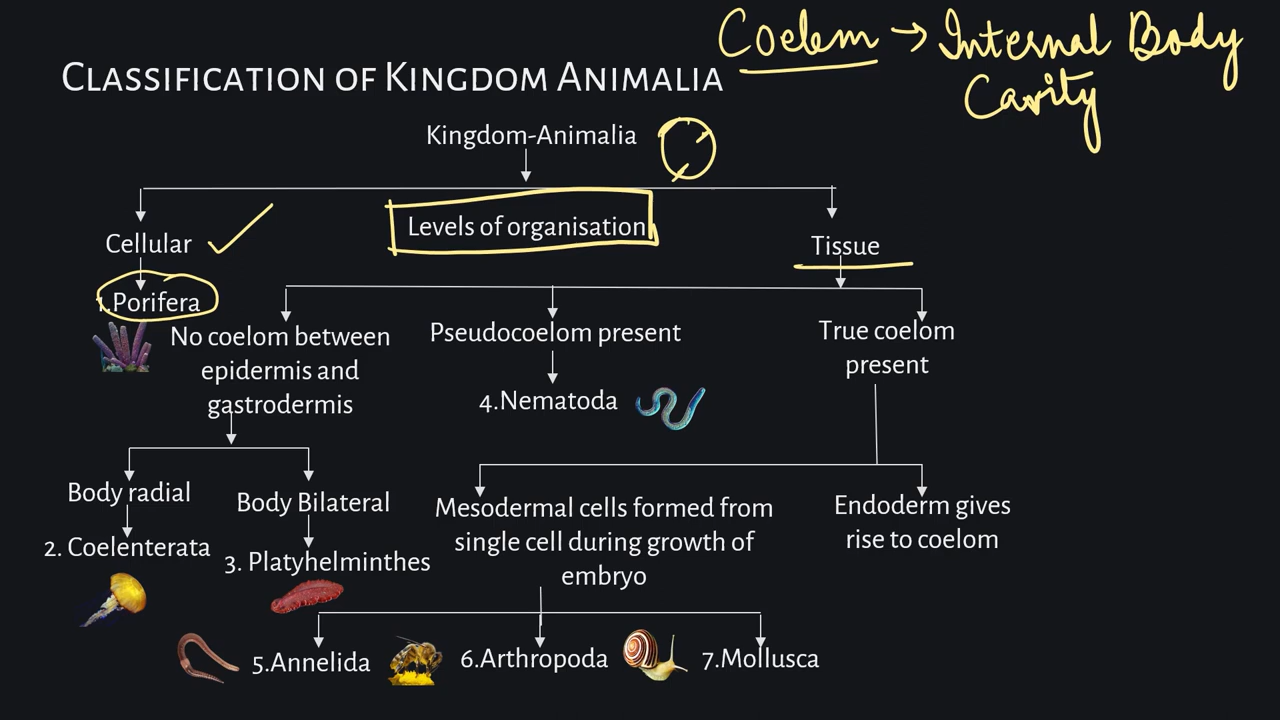 Coelem → Internal Body
Cavity
CLASSIFICATION OF KINGDOM ANIMALIA
Kingdom-Animalia
Levels of organisation
Cellular
Tissue
1.Porifera
No coelom between
epidermis and
gastrodermis
Pseudocoelom present
True coelom
present
4.Nematoda
Body radial
Body Bilateral
Mesodermal cells formed from
single cell during growth of
embryo
Endoderm gives
rise to coelom
2. Coelenterata
3. Platyhelminthes
5.Annelida
6.Arthropoda
7.Mollusca